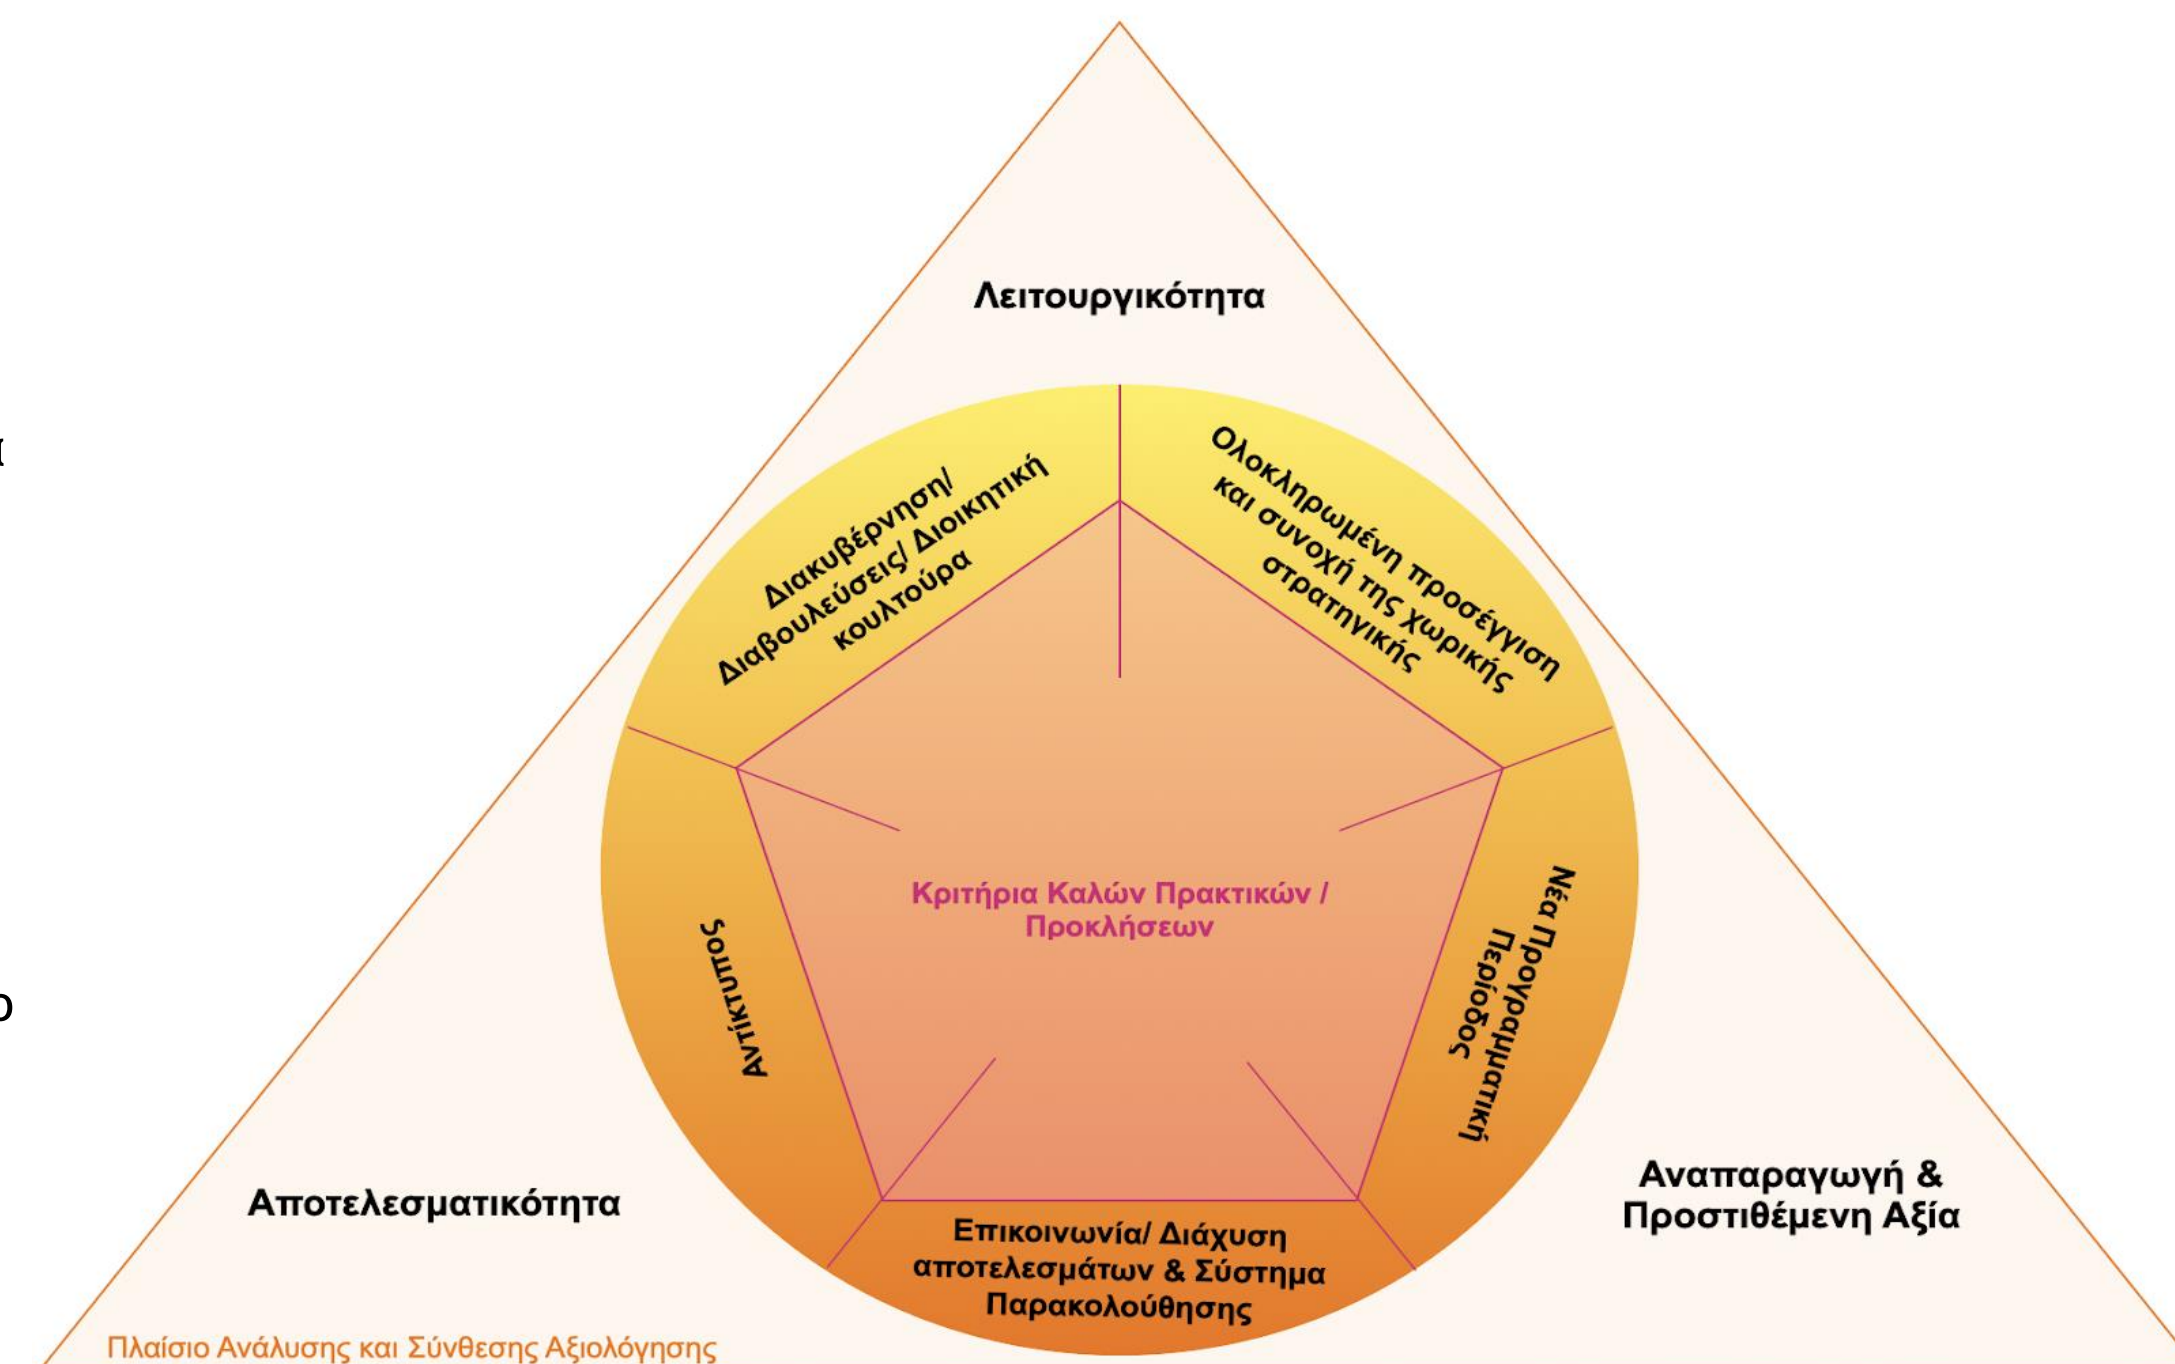 Λειτουργικότητα
Διακυβέρνηση/
Διαβουλεύσεις/ Διοικητική
κουλτούρα
Ολοκληρωμένη προσέγγιση
και συνοχή της χωρικής
στρατηγικής
Κριτήρια Καλών Πρακτικών /
Προκλήσεων
Αντίκτυπος
Νέα Προγραμματική
Περίοδος
Αποτελεσματικότητα
Αναπαραγωγή &
Προστιθέμενη Αξία
Επικοινωνία/ Διάχυση
αποτελεσμάτων & Σύστημα
Παρακολούθησης
Πλαίσιο Ανάλυσης και Σύνθεσης Αξιολόγησης